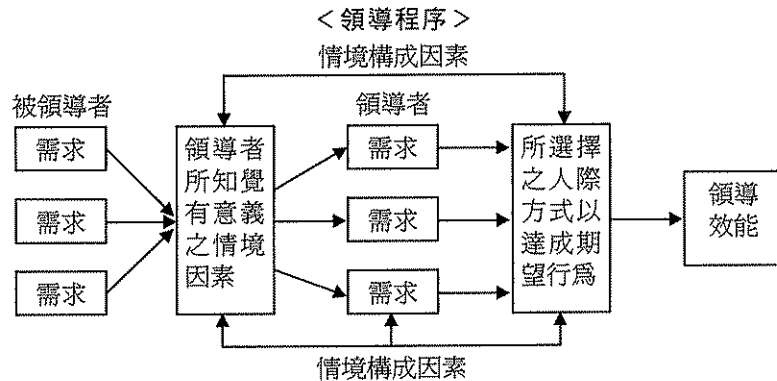 ＜領導程序＞
情境構成因素
被領導者
需求
需求
需求
領導者
所知覺
有意義
之情境
因素
領導者
需求
需求
需求
所選擇
之人際
方式以
達成期
望行爲
領導
效能
情境構成因素